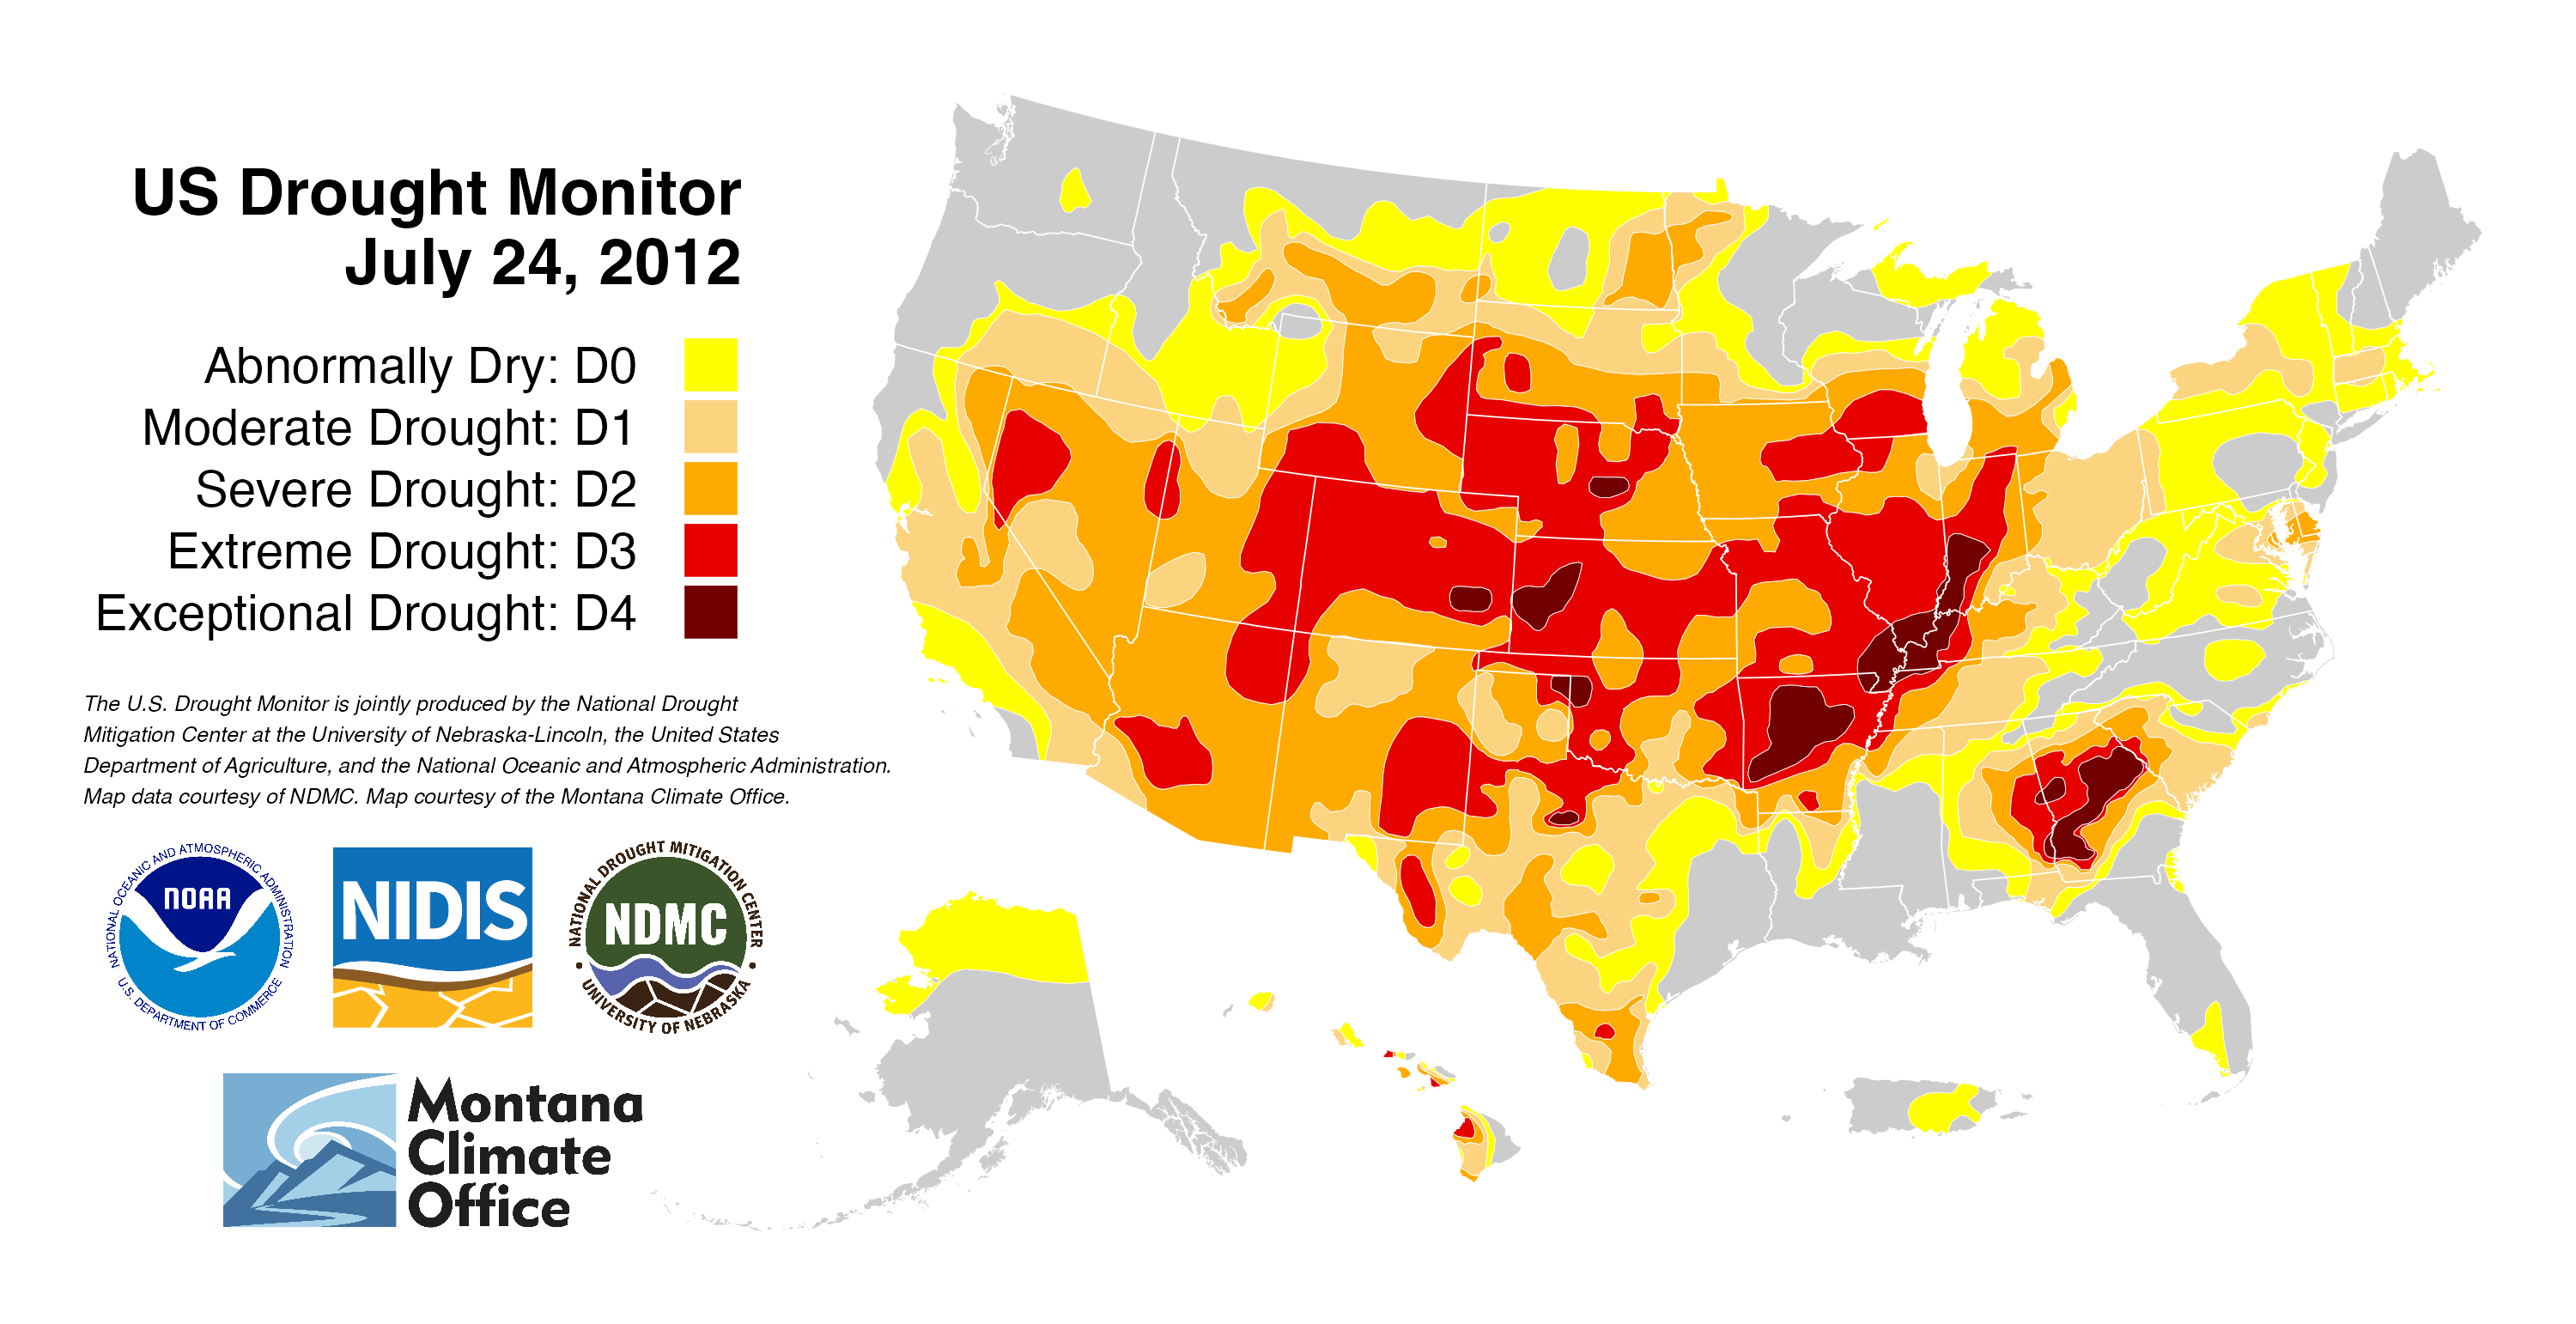 US Drought Monitor
July 24, 2012
Abnormally Dry: D0
Moderate Drought: D1
Severe Drought: D2
Extreme Drought: D3
Exceptional Drought: D4
The U.S. Drought Monitor is jointly produced by the National Drought
Mitigation Center at the University of Nebraska-Lincoln, the United States
Department of Agriculture, and the National Oceanic and Atmospheric Administration.
Map data courtesy of NDMC. Map courtesy of the Montana Climate Office.
NATIONAL OCEANIC AND ATMOSPHERIC ADMINISTRATION
NOAA
U.S. DEPARTMENT OF COMMERCE
NIDIS
NATIONAL DROUGHT MITIGATION CENTER
NDMC
UNIVERSITY OF NEBRASKA
Montana
Climate
Office